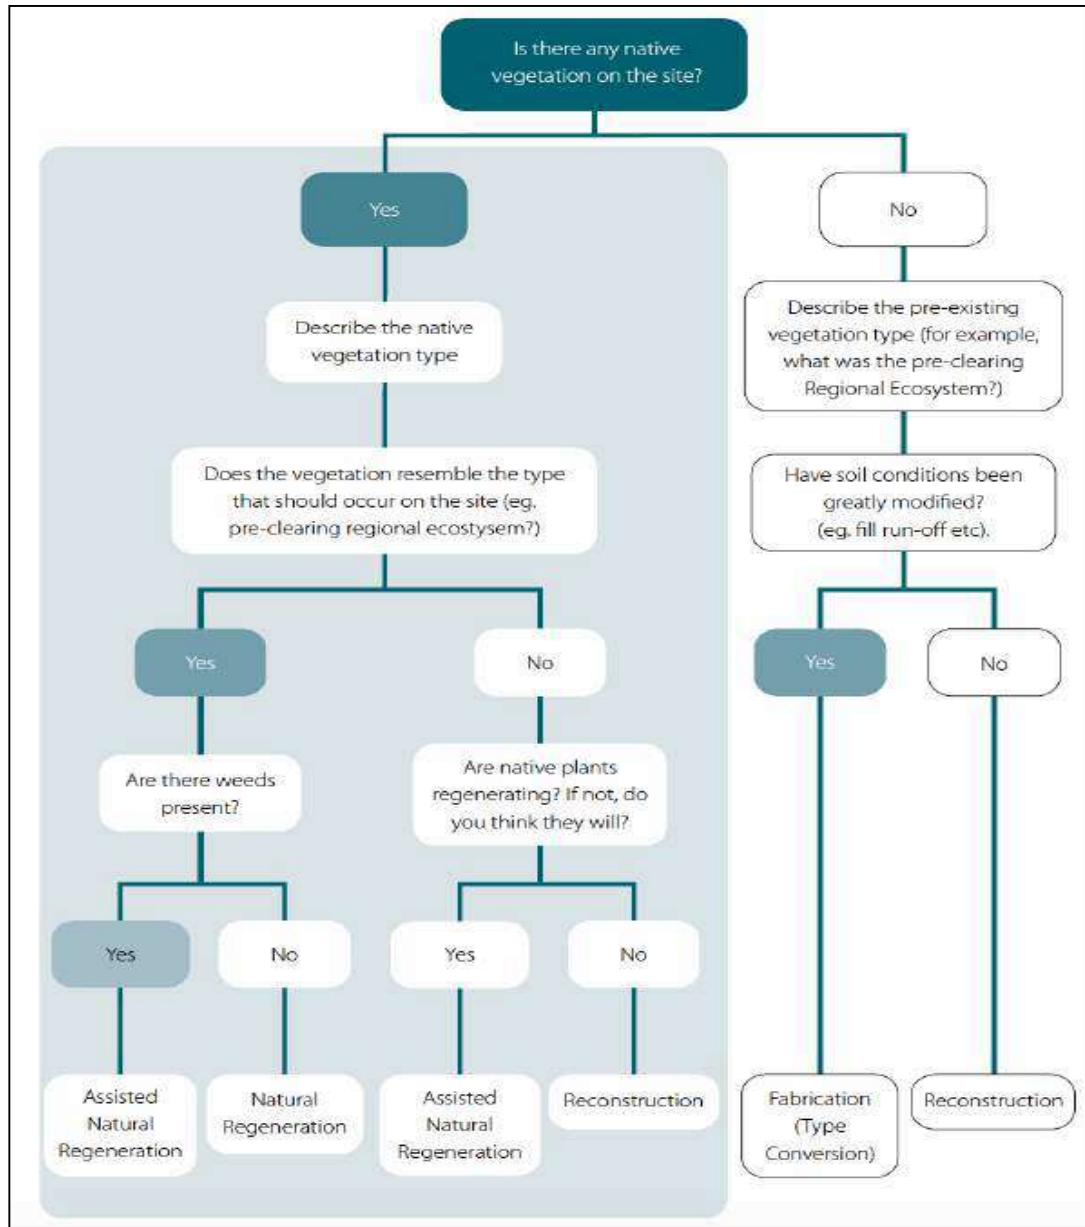 Is there any native
vegetation on the site?
Yes
No
Describe the native
vegetation type
Describe the pre-existing
vegetation type (for example,
what was the pre-clearing
Regional Ecosystem?)
Does the vegetation resemble the type
that should occur on the site (eg.
pre-clearing regional ecostysem?)
Have soil conditions been
greatly modified?
(eg. fill run-off etc).
Yes
No
Yes
No
Are there weeds
present?
Are native plants
regenerating? If not, do
you think they will?
Yes
No
Yes
No
Assisted
Natural
Regeneration
Natural
Regeneration
Assisted
Natural
Regeneration
Reconstruction
Fabrication
(Type
Conversion)
Reconstruction